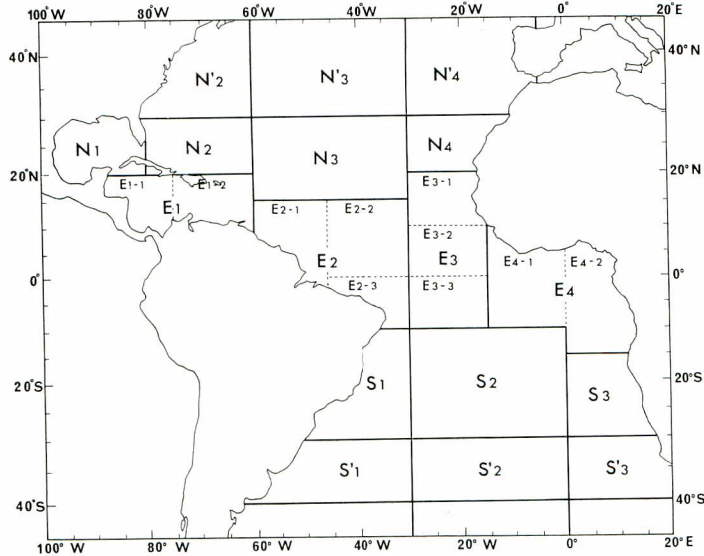 100°W 80°W 60°W 40°W 20°W 0° 20°E
40°N 40°N
N'2 N'3 N'4
N1 N2 N3 N4
20°N 20°N
E1-1 E1-2 E3-1
E1 E2-1 E2-2
E3-2
E2 E3 E4-1 E4-2
0° 0°
E2-3 E3-3 E4
20°S S1 S2 S3 20°S
S'1 S'2 S'3
40°S 40°S
100°W 80°W 60°W 40°W 20°W 0° 20°E